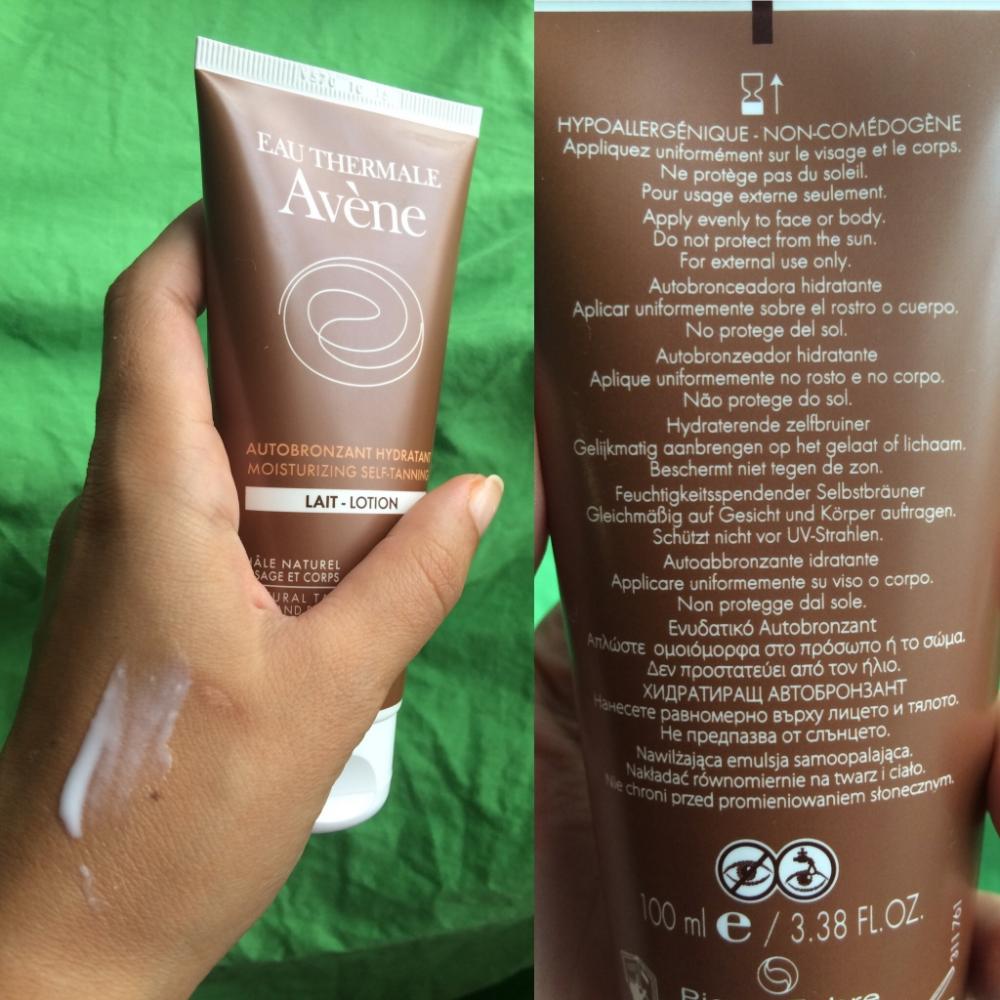 EAU THERMALE
Avène
AUTOBRONZANT HYDRATANT
MOISTURIZING SELF-TANNING
LAIT - LOTION
HÂLE NATUREL
ET CORPS
HYPOALLERGÉNIQUE - NON-COMÉDOGÈNE
Appliquez uniformément sur le visage et le corps.
Ne protège pas du soleil.
Pour usage externe seulement.
Apply evenly to face or body.
Do not protect from the sun.
For external use only.
Autobronceadora hidratante
Aplicar uniformemente sobre el rostro o cuerpo.
No protege del sol.
Autobronzeador hidratante
Aplique uniformemente no rosto e no corpo.
Não protege do sol.
Hydraterende zelfbruiner
Gelijkmatig aanbrengen op het gelaat of lichaam.
Beschermt niet tegen de zon.
Feuchtigkeitsspendender Selbstbräuner
Gleichmäßig auf Gesicht und Körper auftragen.
Schützt nicht vor UV-Strahlen.
Autoabbronzante idratante
Applicare uniformemente su viso o corpo.
Non protegge dal sole.
Ενυδατικό Autobronzant
Απλώστε ομοιόμορφα στο πρόσωπο ή το σώμα.
Δεν προστατεύει από τον ήλιο.
ХИДРАТИРАЩ АВТОБРОНЗАНТ
Нанесете равномерно върху лицето и тялото.
Не предпазва от слънцето.
Nawilżająca emulsja samoopalająca.
Nakładać równomiernie na twarz i ciało.
Nie chroni przed promieniowaniem słonecznym.
100 ml e / 3.38 FL.OZ.
311761